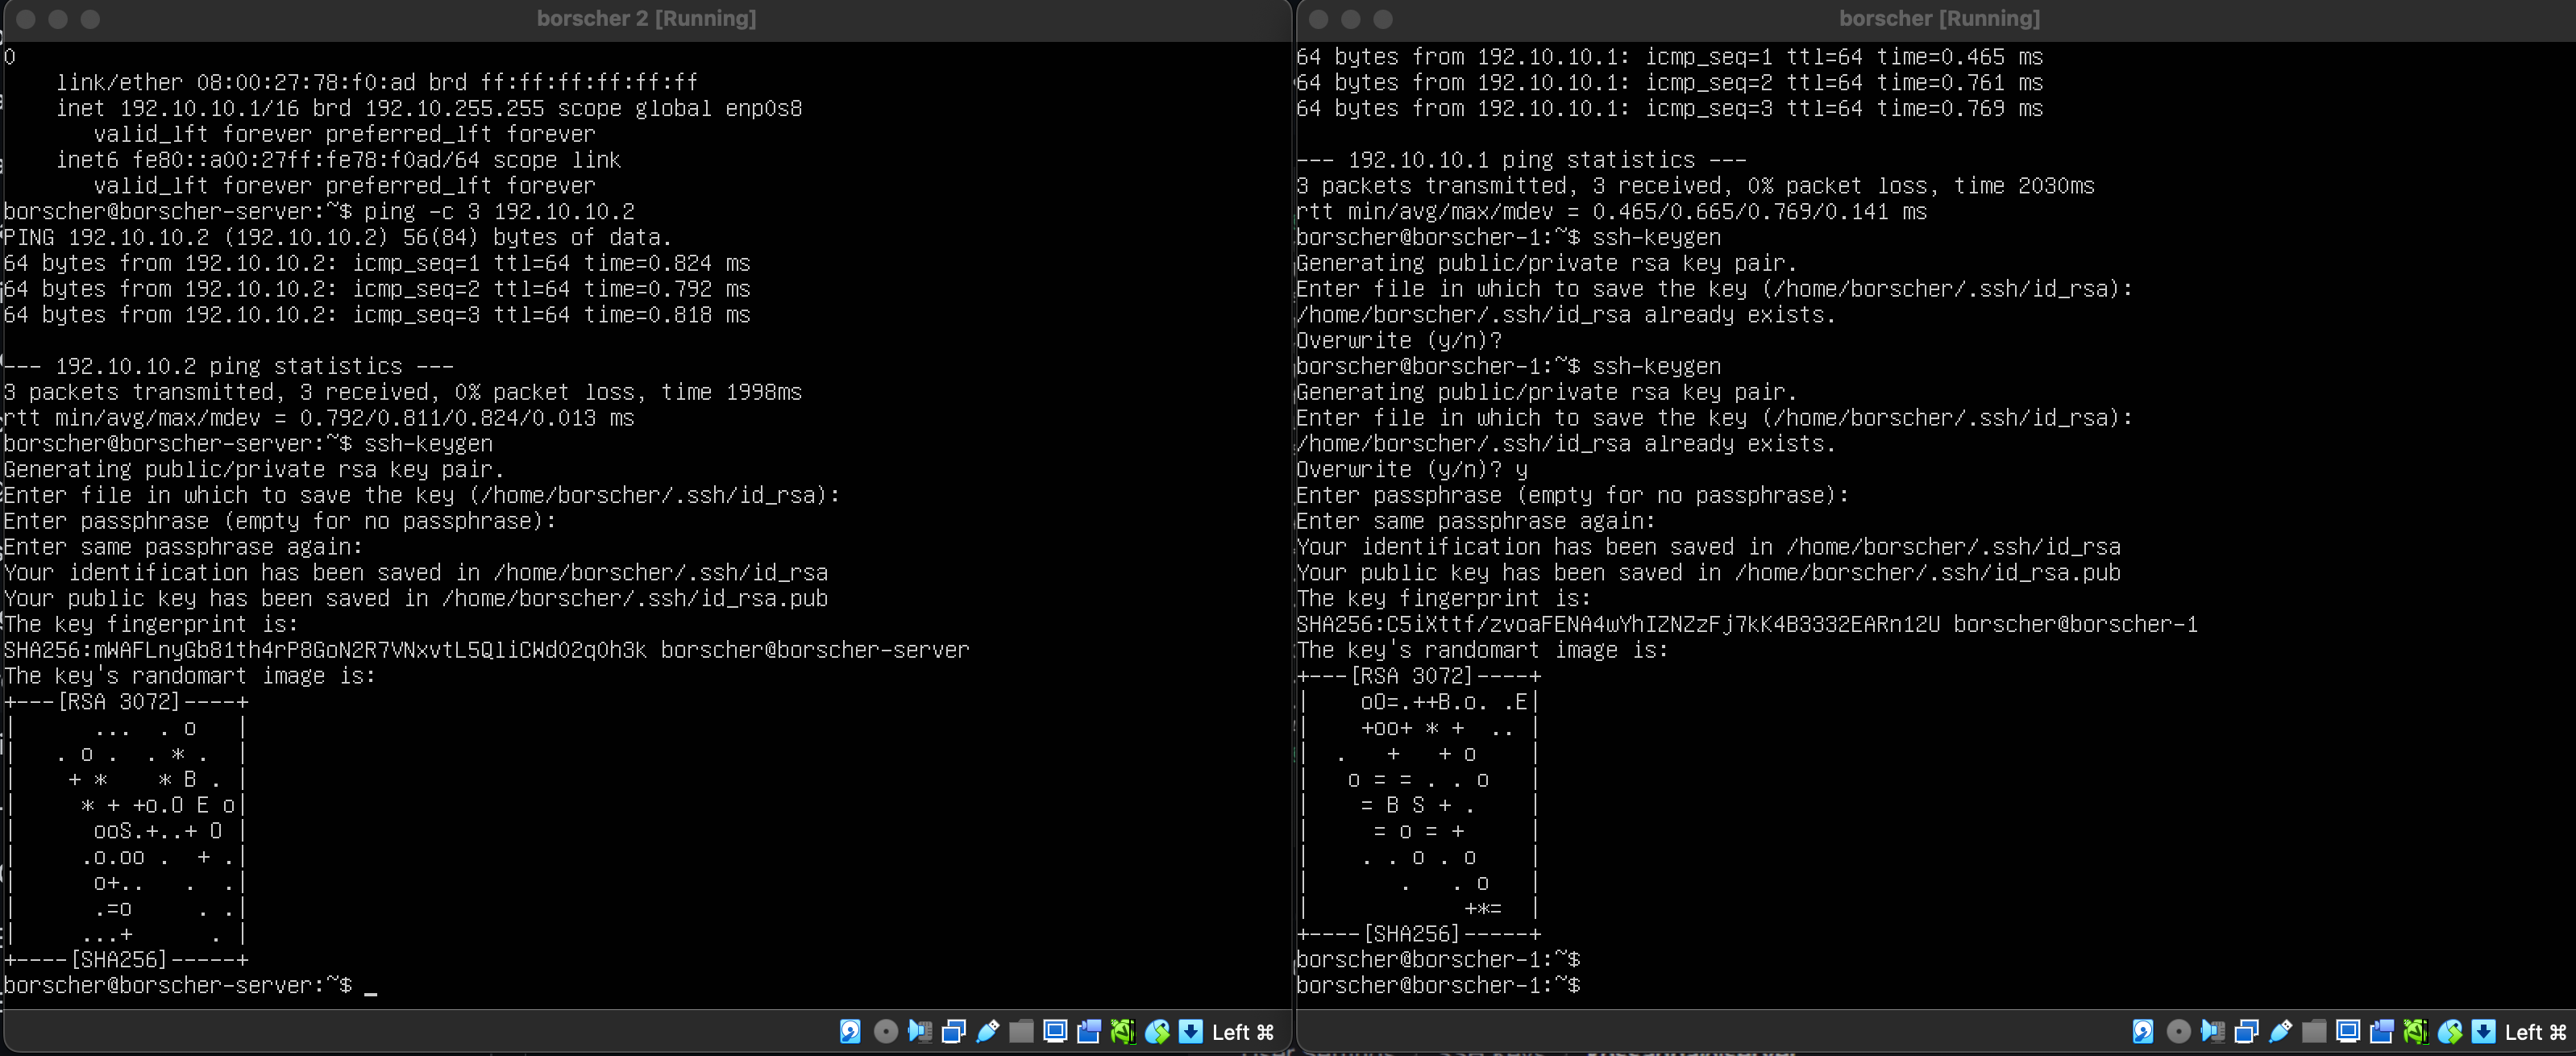 borscher 2 [Running]
0
    link/ether 08:00:27:78:f0:ad brd ff:ff:ff:ff:ff:ff
    inet 192.10.10.1/16 brd 192.10.255.255 scope global enp0s8
       valid_lft forever preferred_lft forever
    inet6 fe80::a00:27ff:fe78:f0ad/64 scope link
       valid_lft forever preferred_lft forever
borscher@borscher-server:~$ ping -c 3 192.10.10.2
PING 192.10.10.2 (192.10.10.2) 56(84) bytes of data.
64 bytes from 192.10.10.2: icmp_seq=1 ttl=64 time=0.824 ms
64 bytes from 192.10.10.2: icmp_seq=2 ttl=64 time=0.792 ms
64 bytes from 192.10.10.2: icmp_seq=3 ttl=64 time=0.818 ms

--- 192.10.10.2 ping statistics ---
3 packets transmitted, 3 received, 0% packet loss, time 1998ms
rtt min/avg/max/mdev = 0.792/0.811/0.824/0.013 ms
borscher@borscher-server:~$ ssh-keygen
Generating public/private rsa key pair.
Enter file in which to save the key (/home/borscher/.ssh/id_rsa):
Enter passphrase (empty for no passphrase):
Enter same passphrase again:
Your identification has been saved in /home/borscher/.ssh/id_rsa
Your public key has been saved in /home/borscher/.ssh/id_rsa.pub
The key fingerprint is:
SHA256:mWAFLnyGb81th4rP8GoN2R7VNxvtL5QliCWdO2q0h3k borscher@borscher-server
The key's randomart image is:
+---[RSA 3072]----+
|      ...  . o   |
|   . o .  . * .  |
|    + *    * B . |
|     * + +o.O E o|
|      ooS.+..+ O |
|     .o.oo .  + .|
|      o+..   .  .|
|      .=o     . .|
|     ...+      . |
+----[SHA256]-----+
borscher@borscher-server:~$ _
Left ⌘
borscher [Running]
64 bytes from 192.10.10.1: icmp_seq=1 ttl=64 time=0.465 ms
64 bytes from 192.10.10.1: icmp_seq=2 ttl=64 time=0.761 ms
64 bytes from 192.10.10.1: icmp_seq=3 ttl=64 time=0.769 ms

--- 192.10.10.1 ping statistics ---
3 packets transmitted, 3 received, 0% packet loss, time 2030ms
rtt min/avg/max/mdev = 0.465/0.665/0.769/0.141 ms
borscher@borscher-1:~$ ssh-keygen
Generating public/private rsa key pair.
Enter file in which to save the key (/home/borscher/.ssh/id_rsa):
/home/borscher/.ssh/id_rsa already exists.
Overwrite (y/n)?
borscher@borscher-1:~$ ssh-keygen
Generating public/private rsa key pair.
Enter file in which to save the key (/home/borscher/.ssh/id_rsa):
/home/borscher/.ssh/id_rsa already exists.
Overwrite (y/n)? y
Enter passphrase (empty for no passphrase):
Enter same passphrase again:
Your identification has been saved in /home/borscher/.ssh/id_rsa
Your public key has been saved in /home/borscher/.ssh/id_rsa.pub
The key fingerprint is:
SHA256:C5iXttf/zvoaFENA4wYhIZNZzFj7kK4B3332EARn12U borscher@borscher-1
The key's randomart image is:
+---[RSA 3072]----+
|    oO=.++B.o. .E|
|    +oo+ * +  .. |
|  .   +   + o    |
|   o = = . . o   |
|    = B S + .    |
|     = o = +     |
|    . . o . o    |
|       .   . o   |
|            +*=  |
+----[SHA256]-----+
borscher@borscher-1:~$
borscher@borscher-1:~$
Left ⌘